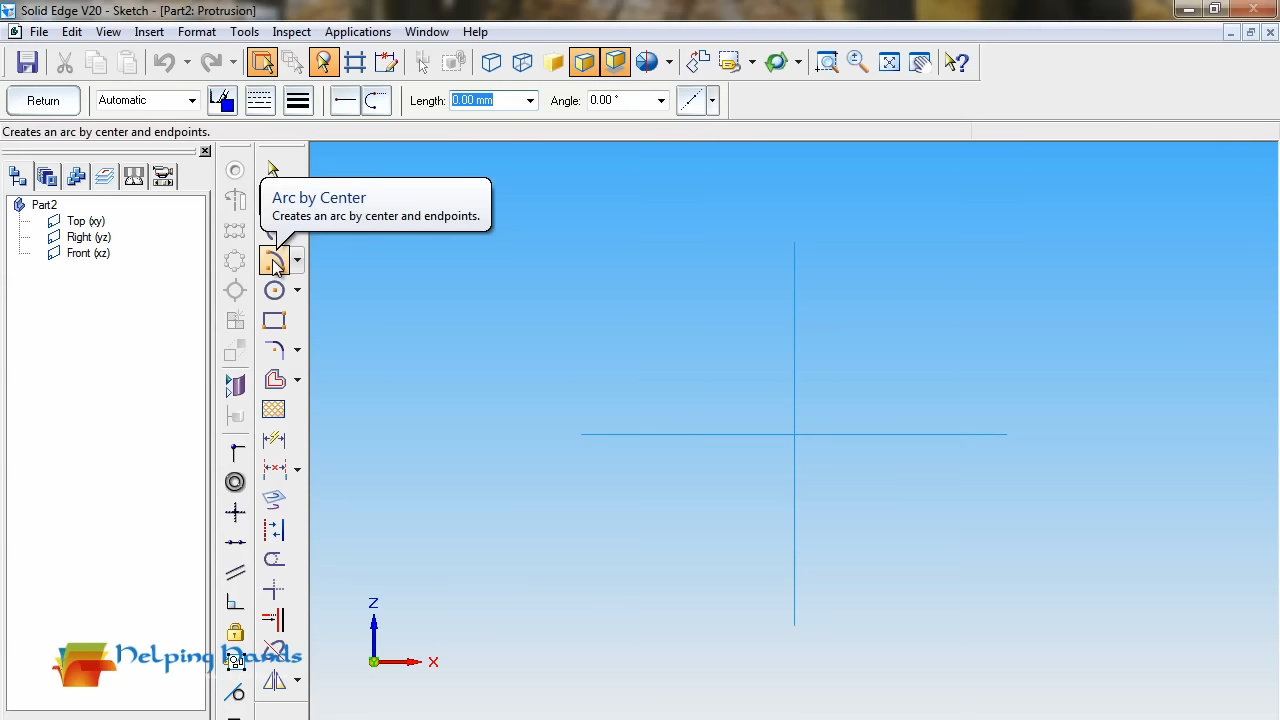 Solid Edge V20 - Sketch - [Part2: Protrusion]
File Edit View Insert Format Tools Inspect Applications Window Help
Return Automatic Length: 0.00 mm Angle: 0.00 °
Creates an arc by center and endpoints.
Arc by Center
Creates an arc by center and endpoints.
Part2
Top (xy)
Right (yz)
Front (xz)
Z
X
Helping Hands